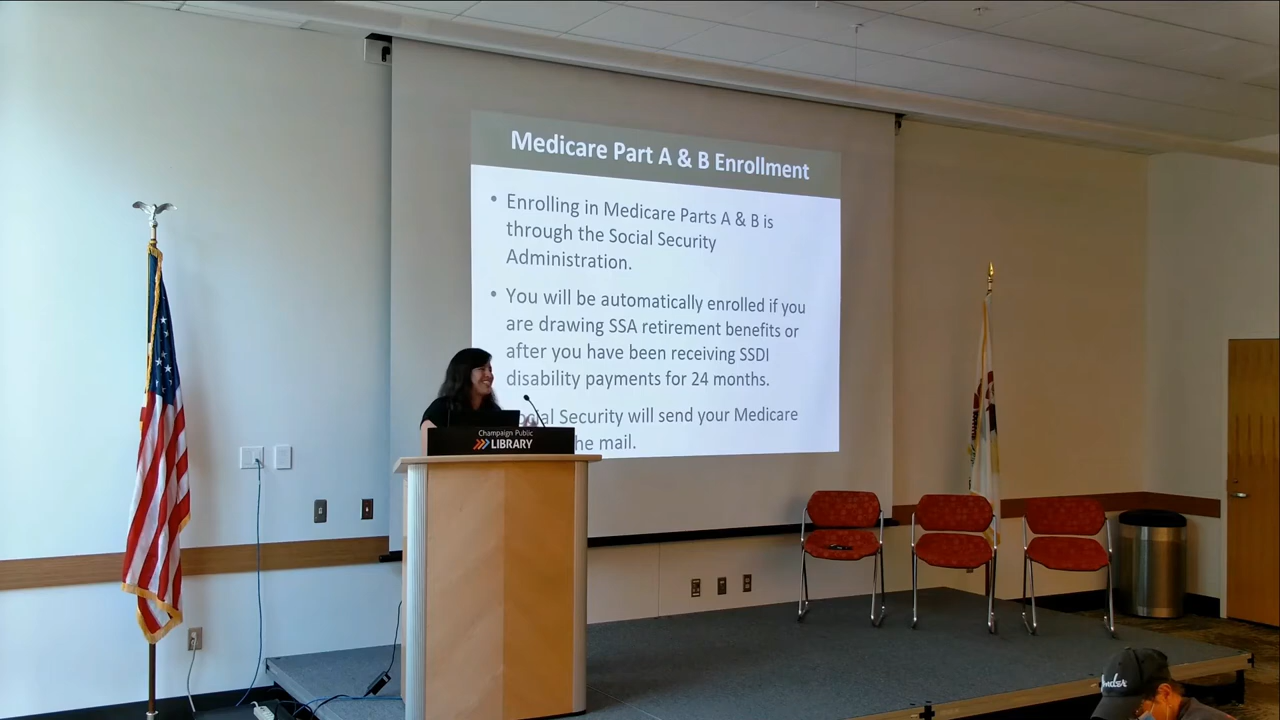 Medicare Part A & B Enrollment
• Enrolling in Medicare Parts A & B is
through the Social Security
Administration.
• You will be automatically enrolled if you
are drawing SSA retirement benefits or
after you have been receiving SSDI
disability payments for 24 months.
ocial Security will send your Medicare
he mail.
Champaign Public
LIBRARY